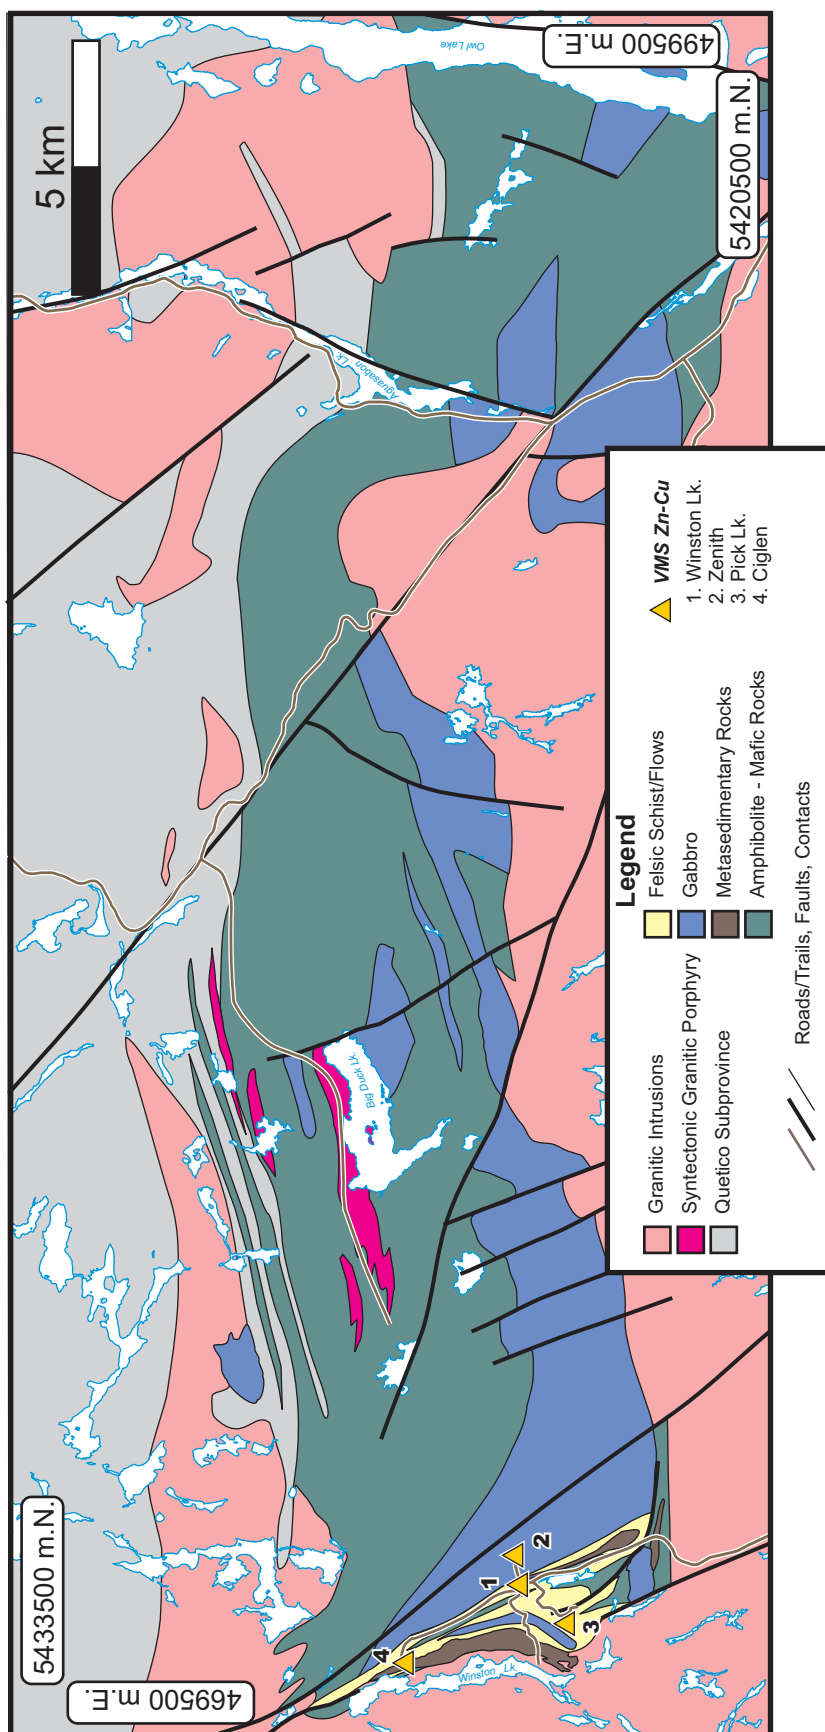 5433500 m.N.
469500 m.E.
5 km
Owl Lake
499500 m.E.
5420500 m.N.
Aguasabon Lk.
Big Duck Lk.
Winston Lk.
1
2
3
4
Legend
Granitic Intrusions
Syntectonic Granitic Porphyry
Quetico Subprovince
Felsic Schist/Flows
Gabbro
Metasedimentary Rocks
Amphibolite - Mafic Rocks
VMS Zn-Cu
1. Winston Lk.
2. Zenith
3. Pick Lk.
4. Ciglen
Roads/Trails, Faults, Contacts